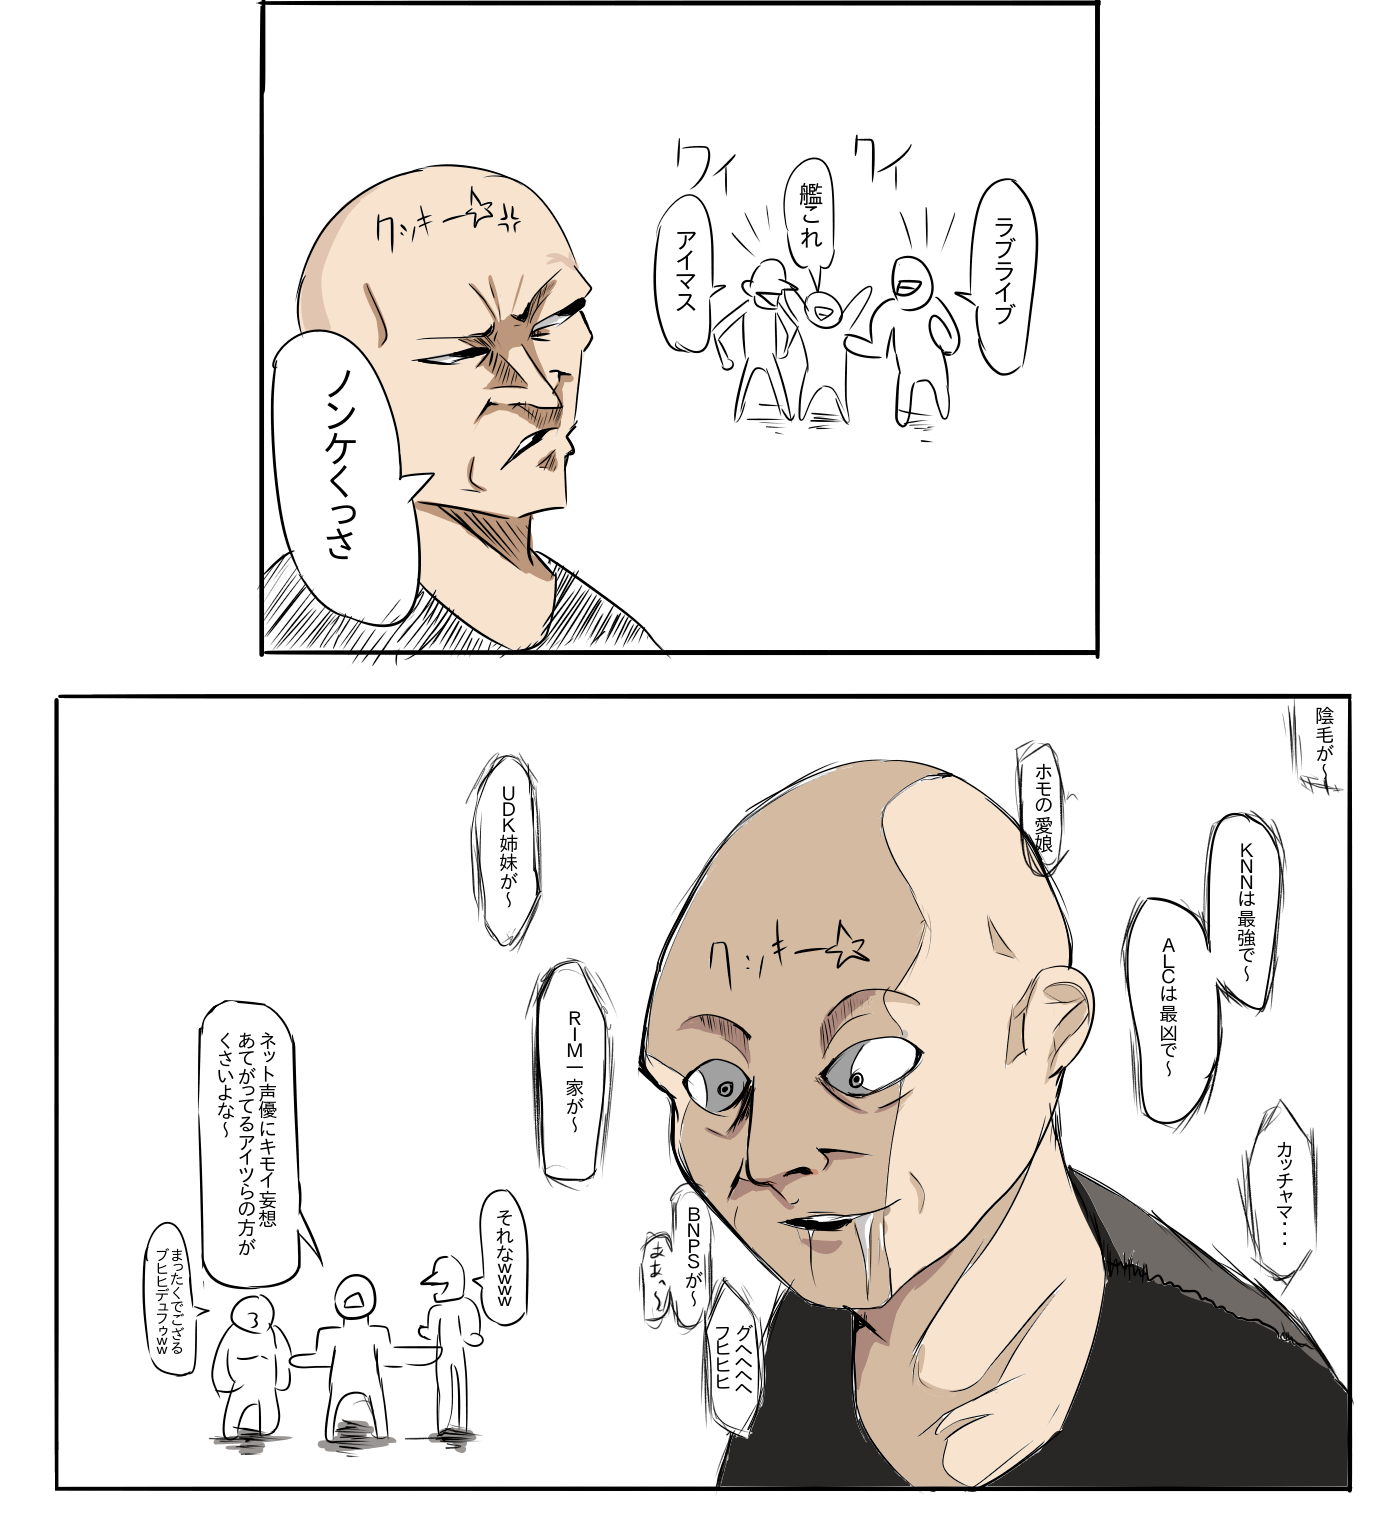 ラブライブ
クイ
艦これ
ワイ
アイマス
クッキー☆
ノンケくっさ
陰毛が～
KNNは最強で～
ALCは最凶で～
カッチャマ・・・
ホモの愛娘
クッキー☆
UDK姉妹が～
RIM一家が～
BNPSが～
まぁっ～
グヘヘヘヘ
フヒヒヒ
それなwwww
ネット声優にキモイ妄想
あてがってるアイツらの方が
くさいよな～
まったくでござる
ブヒヒデュフゥww